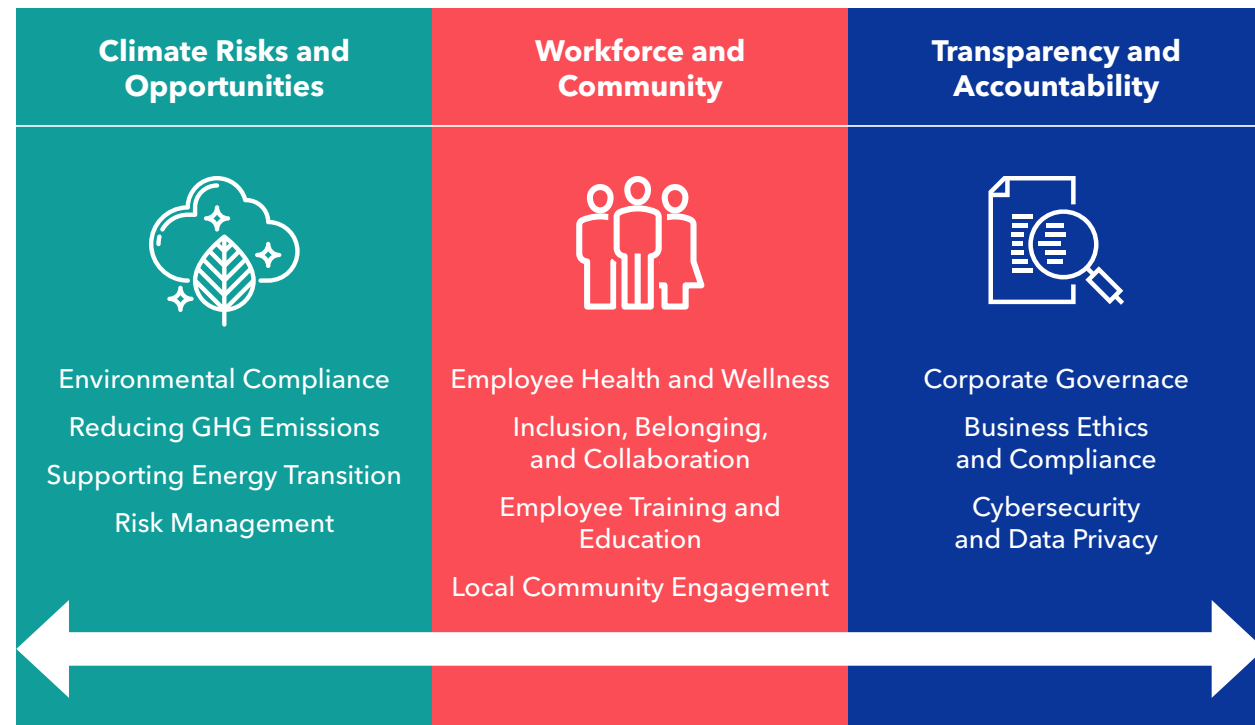 Climate Risks and
Opportunities
Workforce and
Community
Transparency and
Accountability
Environmental Compliance
Reducing GHG Emissions
Supporting Energy Transition
Risk Management
Employee Health and Wellness
Inclusion, Belonging,
and Collaboration
Employee Training and
Education
Local Community Engagement
Corporate Governace
Business Ethics
and Compliance
Cybersecurity
and Data Privacy